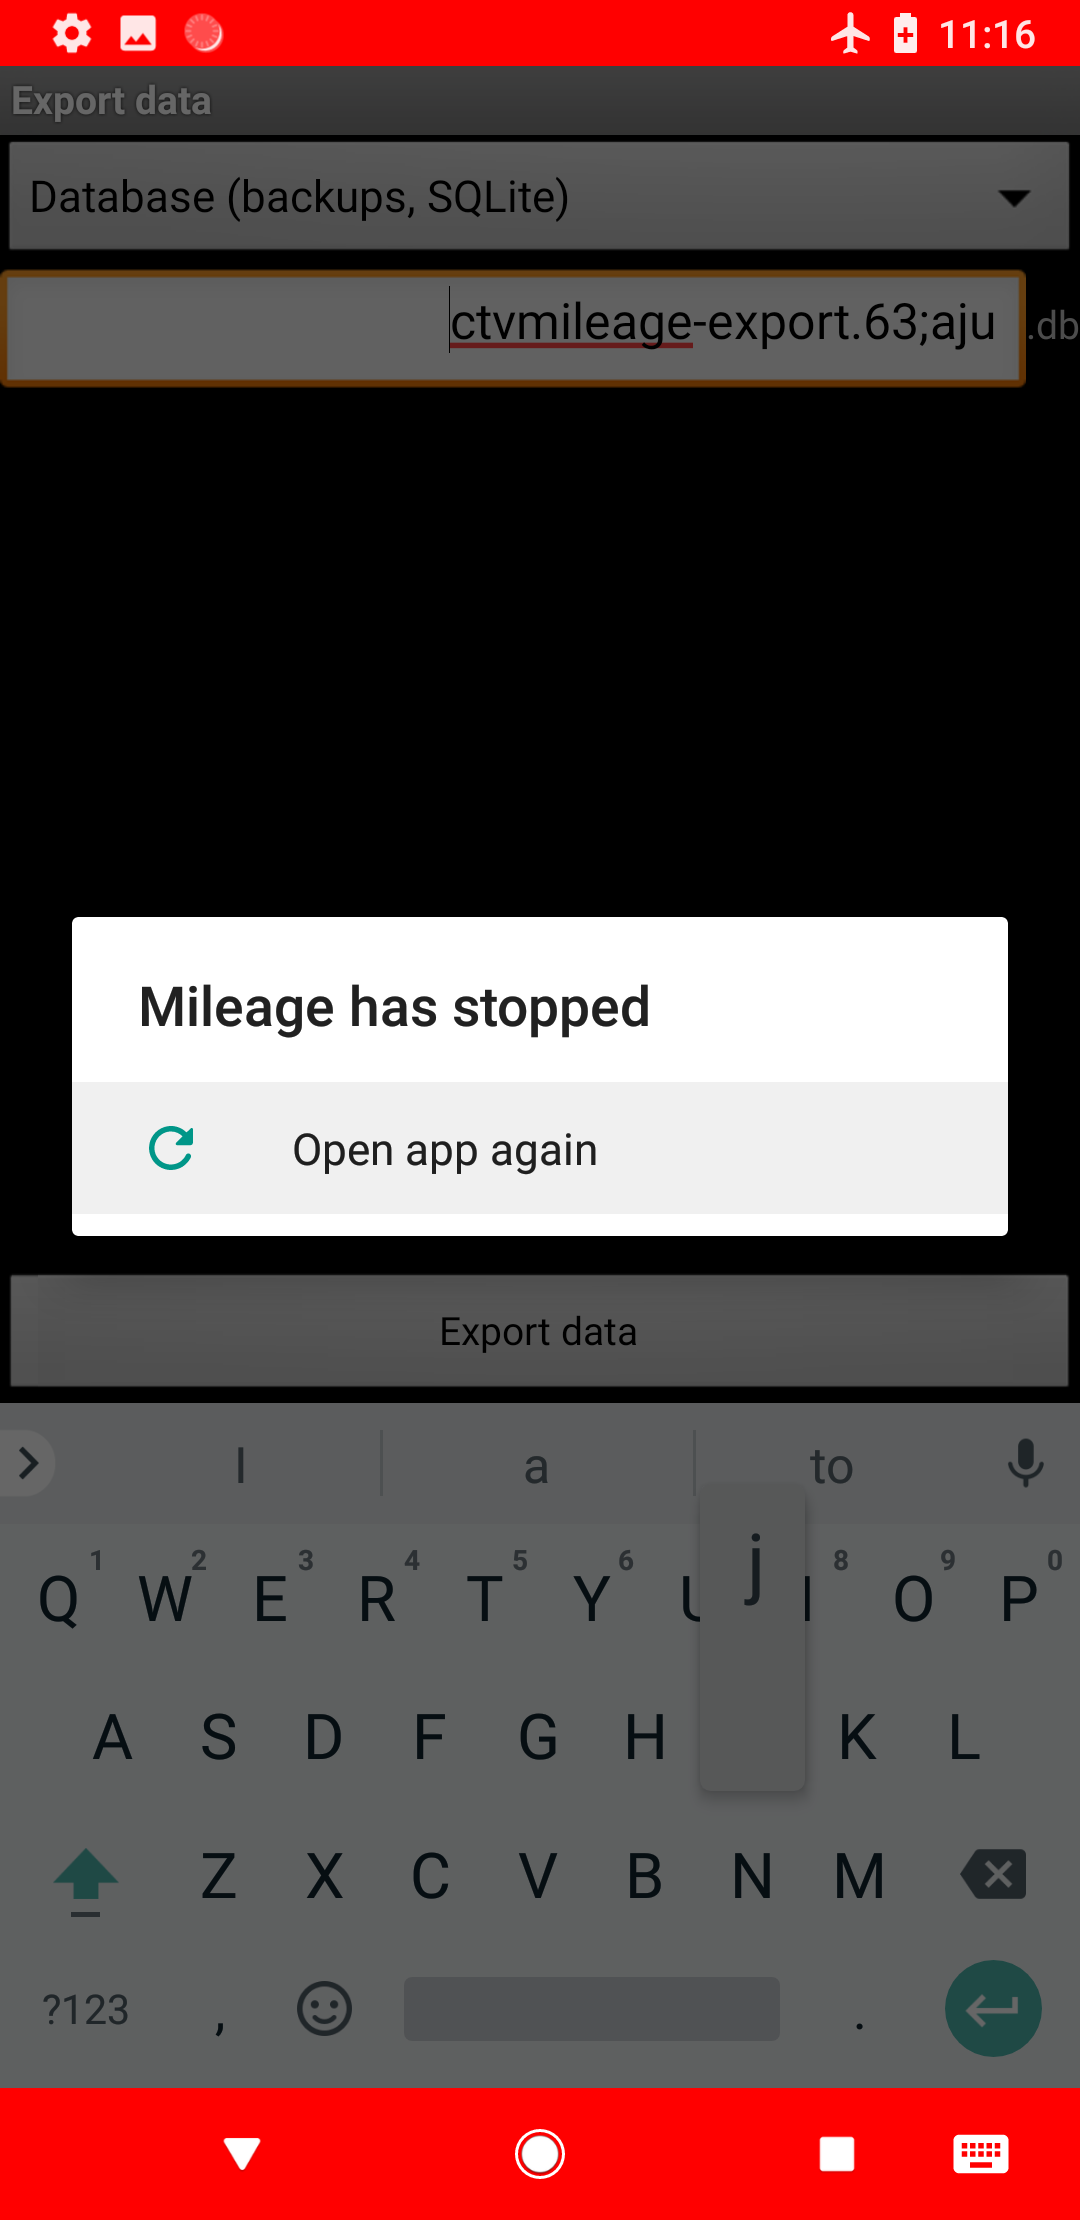 11:16
Export data
Database (backups, SQLite)
ctvmileage-export.63;aju .db
Mileage has stopped
Open app again
Export data
I a to
1 2 3 4 5 6 8 9 0
Q W E R T Y U j I O P
A S D F G H K L
Z X C V B N M
?123 , .